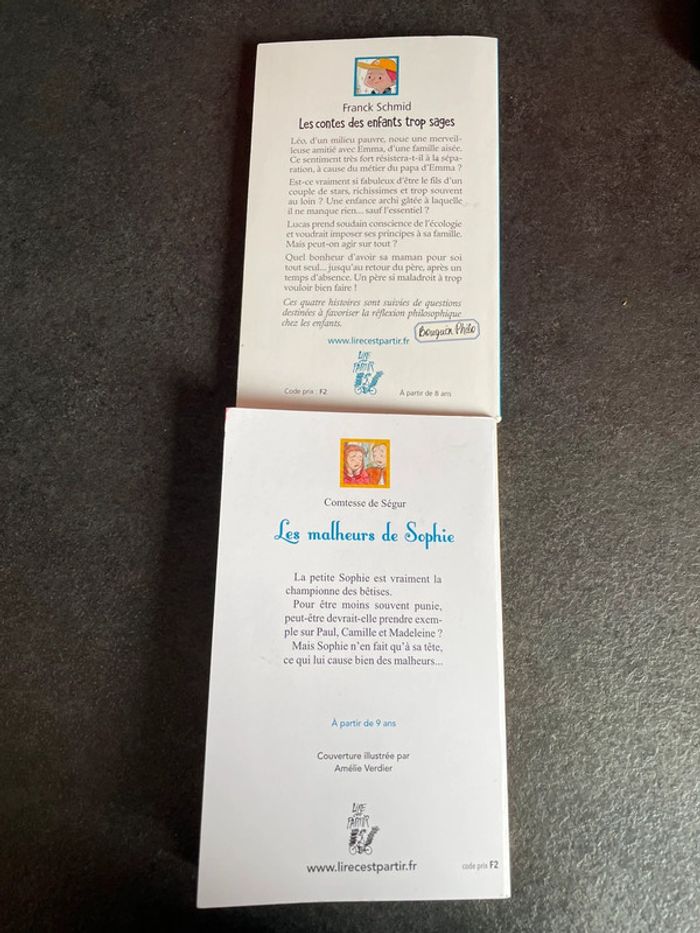 Franck Schmid
Les contes des enfants trop sages
Léo, d'un milieu pauvre, noue une merveil-
leuse amitié avec Emma, d'une famille aisée.
Ce sentiment très fort résistera-t-il à la sépa-
ration, à cause du métier du papa d'Emma ?
Est-ce vraiment si fabuleux d'être le fils d'un
couple de stars, richissimes et trop souvent
au loin ? Une enfance archi gâtée à laquelle
il ne manque rien... sauf l'essentiel ?
Lucas prend soudain conscience de l'écologie
et voudrait imposer ses principes à sa famille.
Mais peut-on agir sur tout ?
Quel bonheur d'avoir sa maman pour soi
tout seul... jusqu'au retour du père, après un
temps d'absence. Un père si maladroit à trop
vouloir bien faire !
Ces quatre histoires sont suivies de questions
destinées à favoriser la réflexion philosophique
chez les enfants.
Bouquin Philo
www.lirecestpartir.fr
LIRE
C'EST
PARTIR
Code prix : F2
À partir de 8 ans
Comtesse de Ségur
Les malheurs de Sophie
La petite Sophie est vraiment la
championne des bêtises.
Pour être moins souvent punie,
peut-être devrait-elle prendre exem-
ple sur Paul, Camille et Madeleine ?
Mais Sophie n'en fait qu'à sa tête,
ce qui lui cause bien des malheurs...
À partir de 9 ans
Couverture illustrée par
Amélie Verdier
LIRE
C'EST
PARTIR
www.lirecestpartir.fr
code prix F2